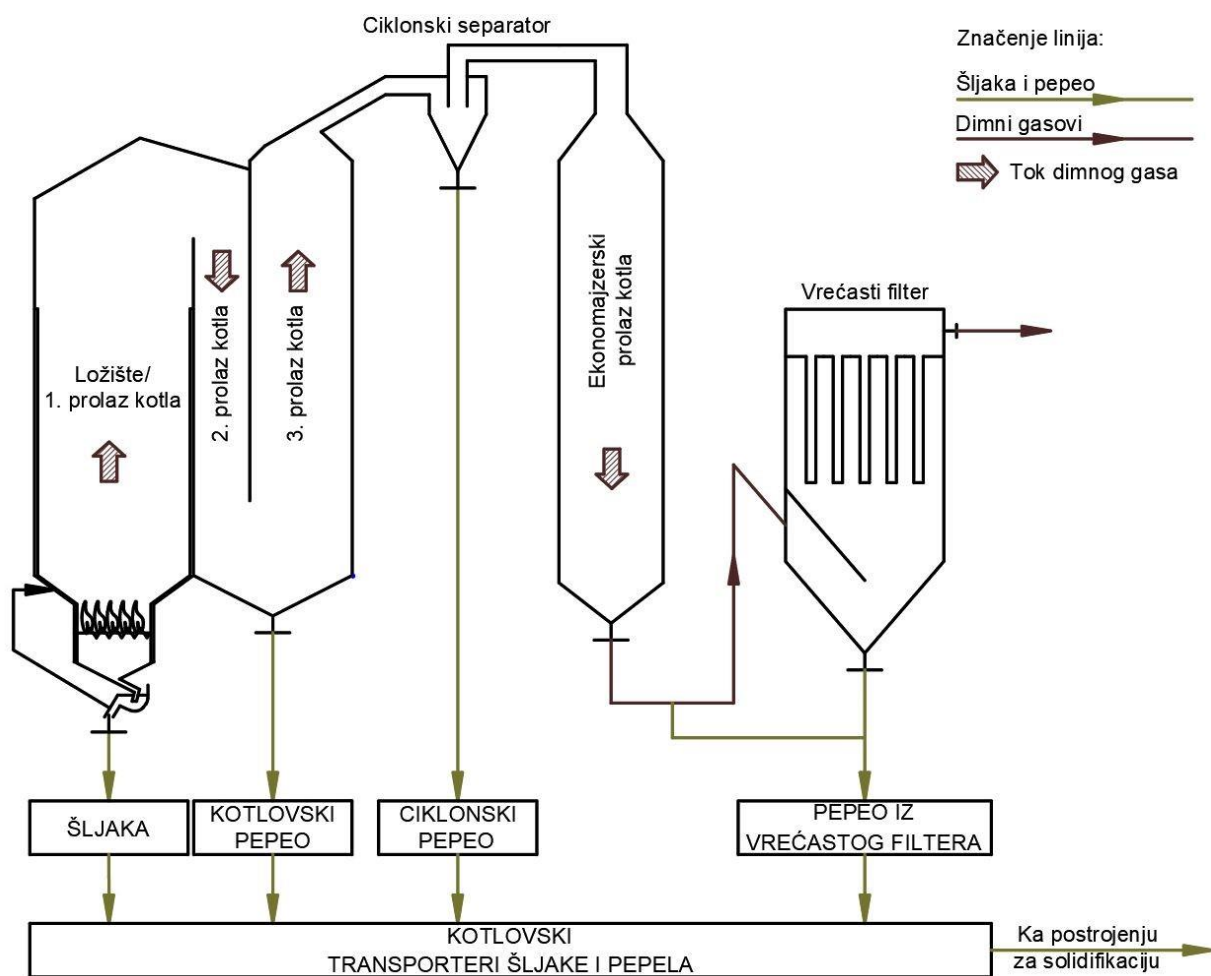 Ciklonski separator
Značenje linija:
Šljaka i pepeo
Dimni gasovi
Tok dimnog gasa
Ložište/
1. prolaz kotla
2. prolaz kotla
3. prolaz kotla
Ekonomajzerski
prolaz kotla
Vrećasti filter
ŠLJAKA
KOTLOVSKI
PEPEO
CIKLONSKI
PEPEO
PEPEO IZ
VREĆASTOG FILTERA
KOTLOVSKI
TRANSPORTERI ŠLJAKE I PEPELA
Ka postrojenju
za solidifikaciju